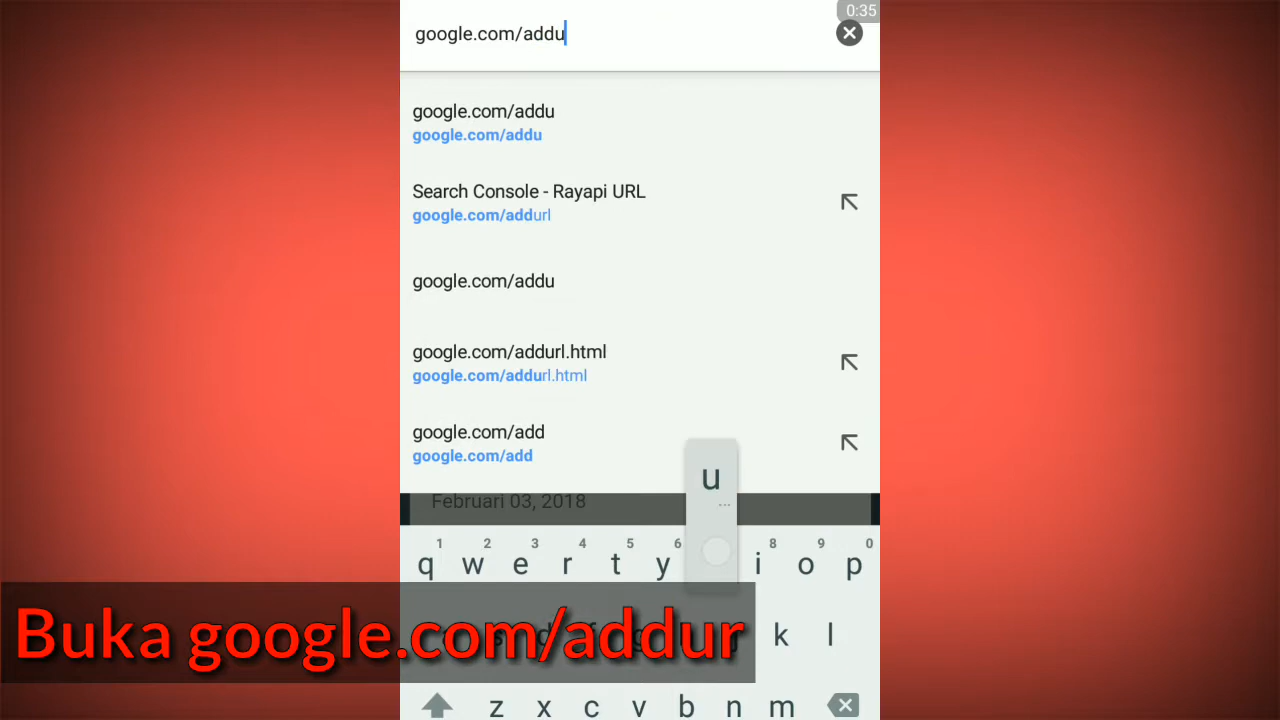 0:35
google.com/addu
google.com/addu
google.com/addu
Search Console - Rayapi URL
google.com/addurl
google.com/addu
google.com/addurl.html
google.com/addurl.html
google.com/add
google.com/add
u
...
Februari 03, 2018
1 2 3 4 5 6 8 9 0
q w e r t y i o p
Buka google.com/addur
k l
z x c v b n m